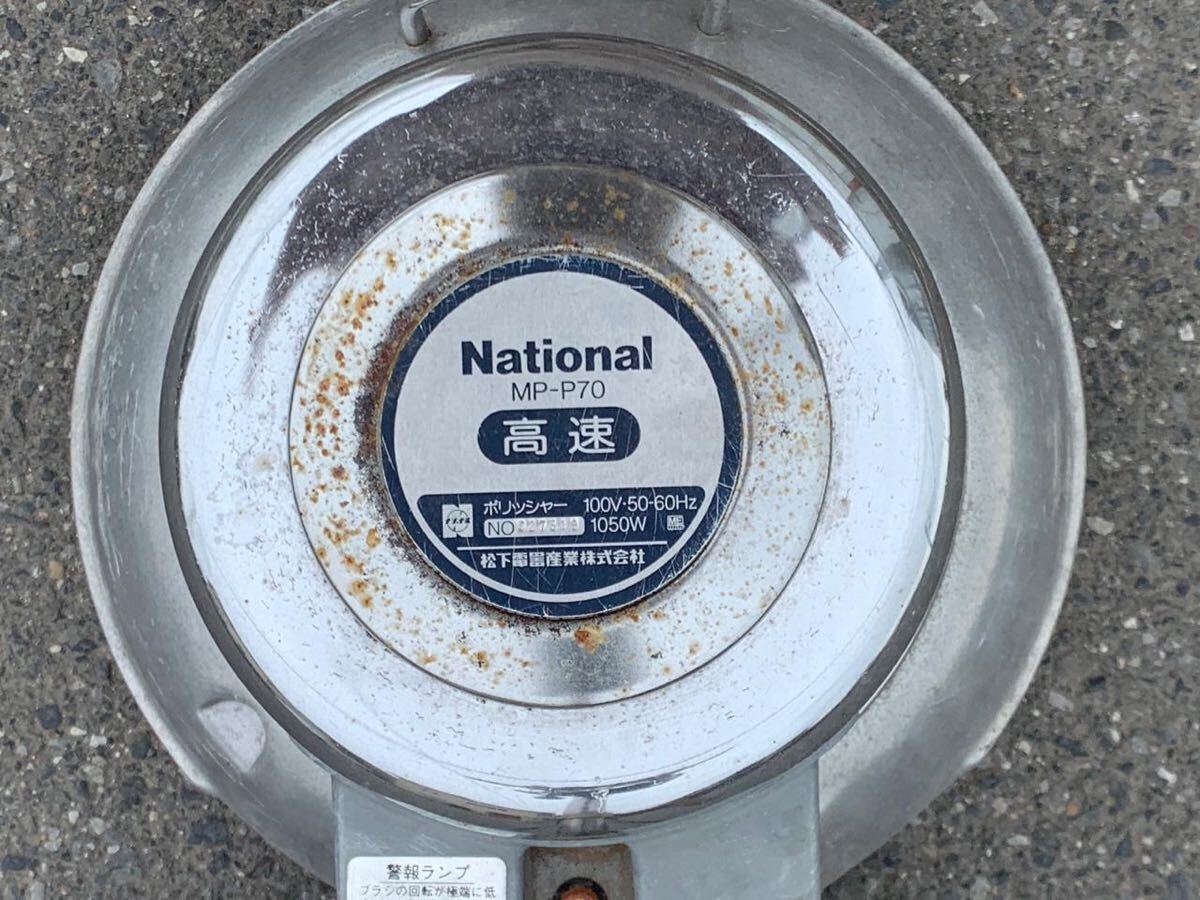 National
MP-P70
高速
ポリッシャー 100V·50-60Hz
NO 1050W
松下電器産業株式会社
警報ランプ
ブラシの回転が極端に低